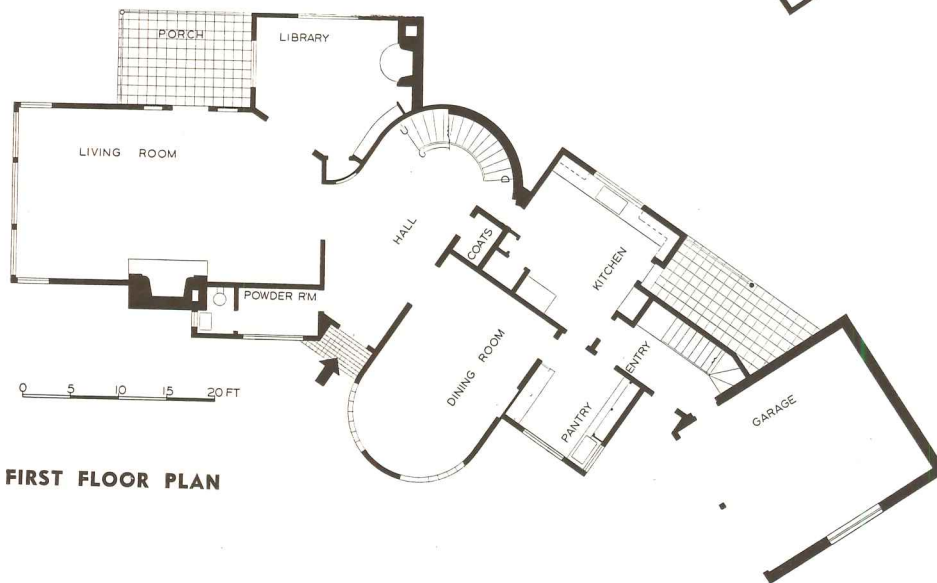 PORCH
LIBRARY
LIVING ROOM
HALL
COATS
KITCHEN
POWDER R'M
DINING ROOM
ENTRY
PANTRY
GARAGE
U
D
0 5 10 15 20 FT
FIRST FLOOR PLAN